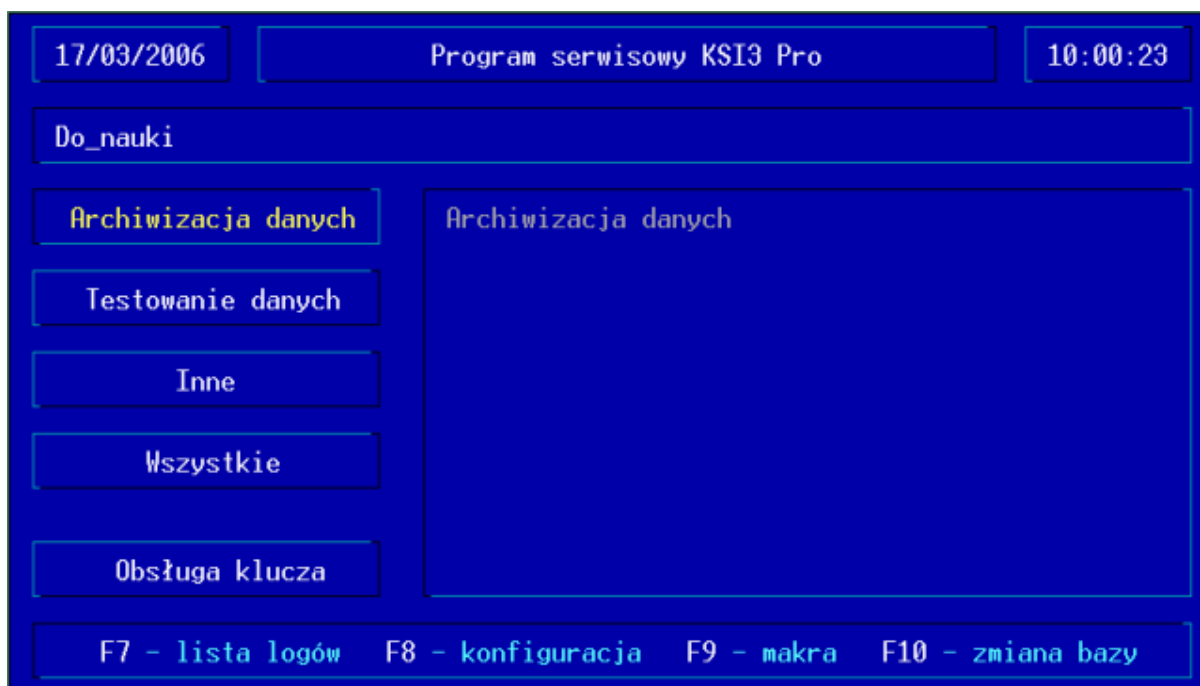 17/03/2006 Program serwisowy KSI3 Pro 10:00:23
Do_nauki
Archiwizacja danych Archiwizacja danych
Testowanie danych
Inne
Wszystkie
Obsługa klucza
F7 - lista logów F8 - konfiguracja F9 - makra F10 - zmiana bazy